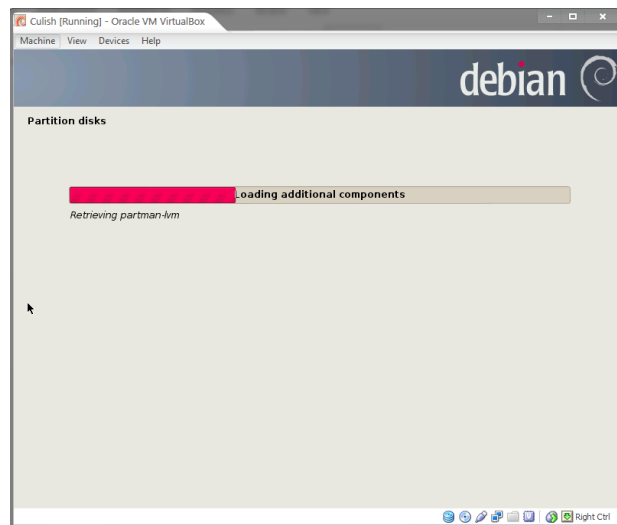 Culish [Running] - Oracle VM VirtualBox
Machine View Devices Help
debian
Partition disks
Loading additional components
Retrieving partman-lvm
Right Ctrl